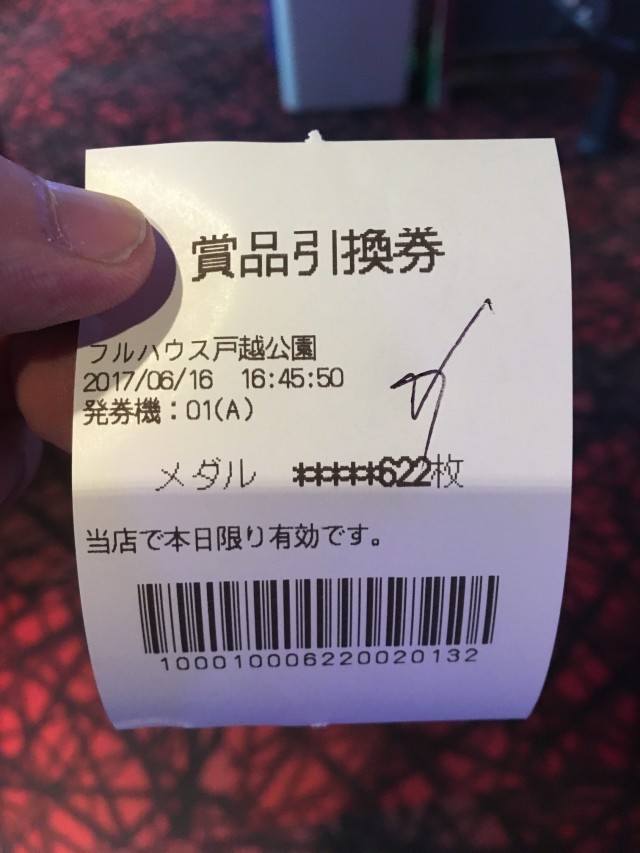 賞品引換券
フルハウス戸越公園
2017/06/16 16:45:50
発券機：01(A)
メダル *****622枚
当店で本日限り有効です。
100010006220020132